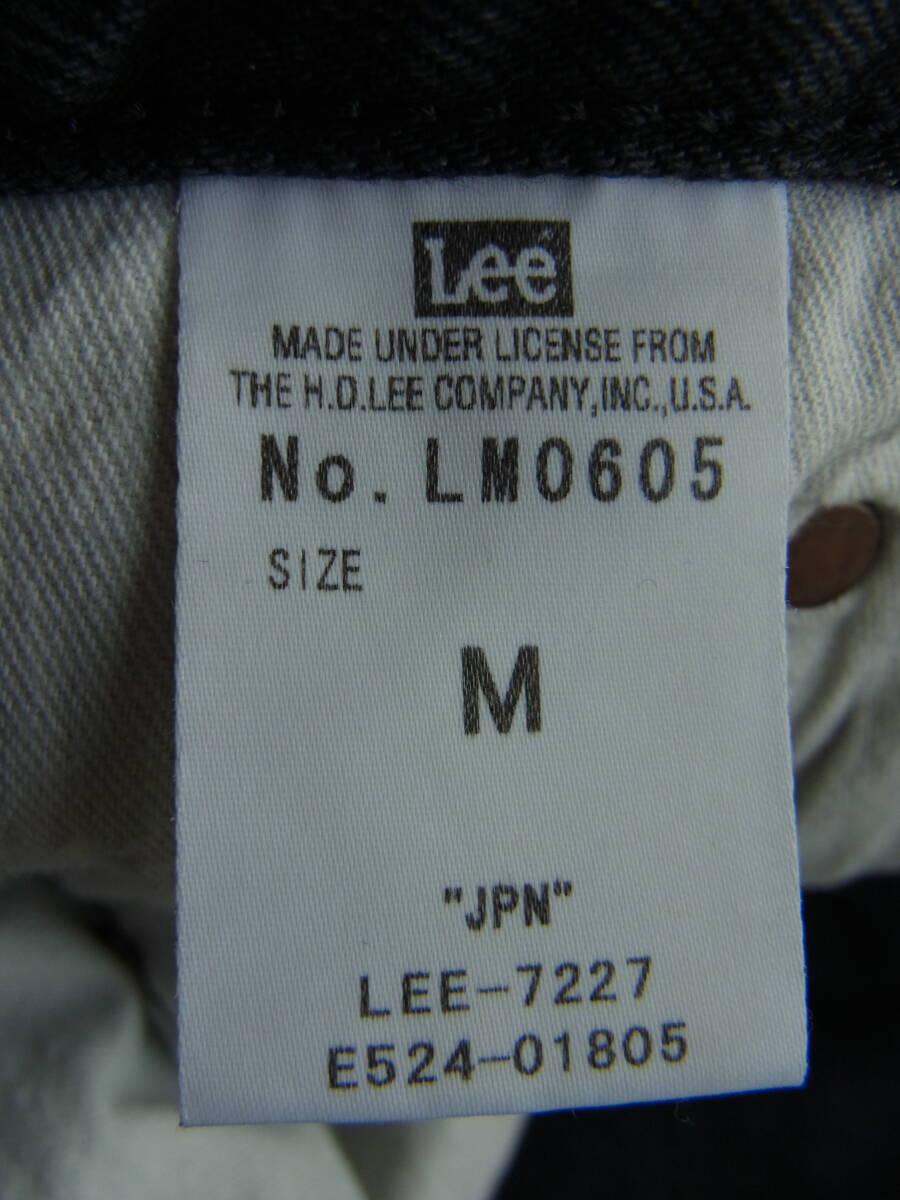 Lee
MADE UNDER LICENSE FROM
THE H.D.LEE COMPANY,INC.,U.S.A.
No. LM0605
SIZE
M
"JPN"
LEE-7227
E524-01805